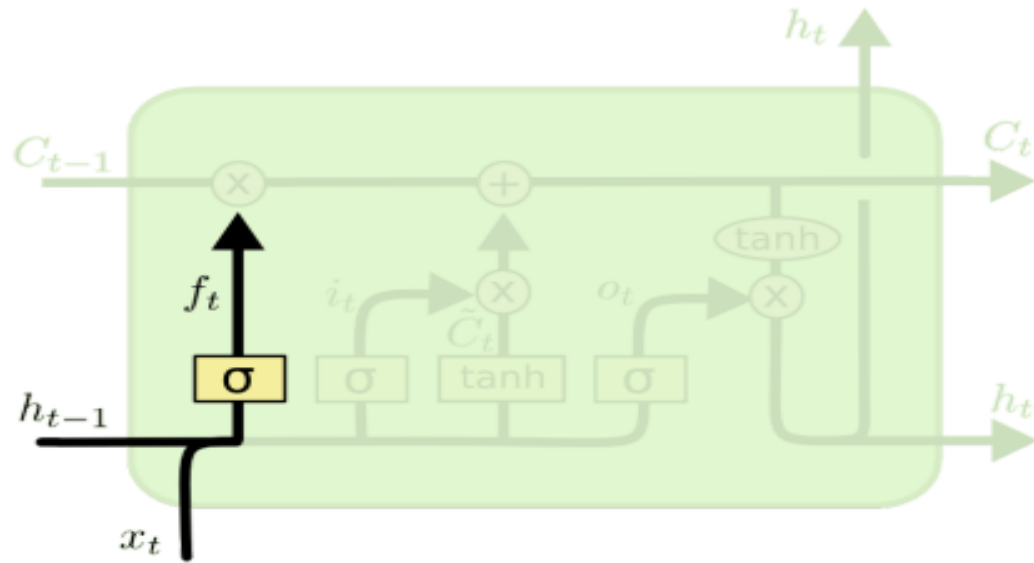 h_t
C_{t-1}
×
+
C_t
tanh
f_t
i_t
×
o_t
×
C̃_t
σ
σ
tanh
σ
h_{t-1}
h_t
x_t